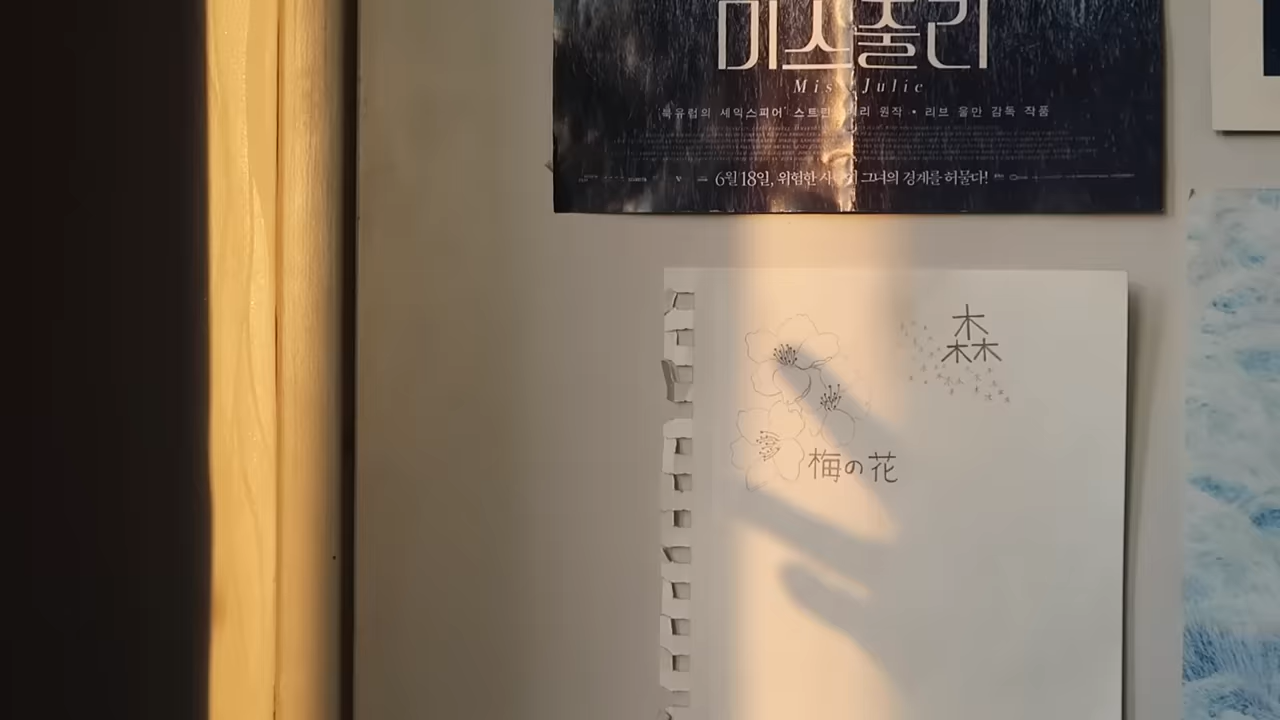 미스줄리
Miss Julie
북유럽의 셰익스피어 스트린드베리 원작 • 리브 울만 감독 작품
6월 18일, 위험한 사랑이 그녀의 경계를 허물다!
森
梅の花